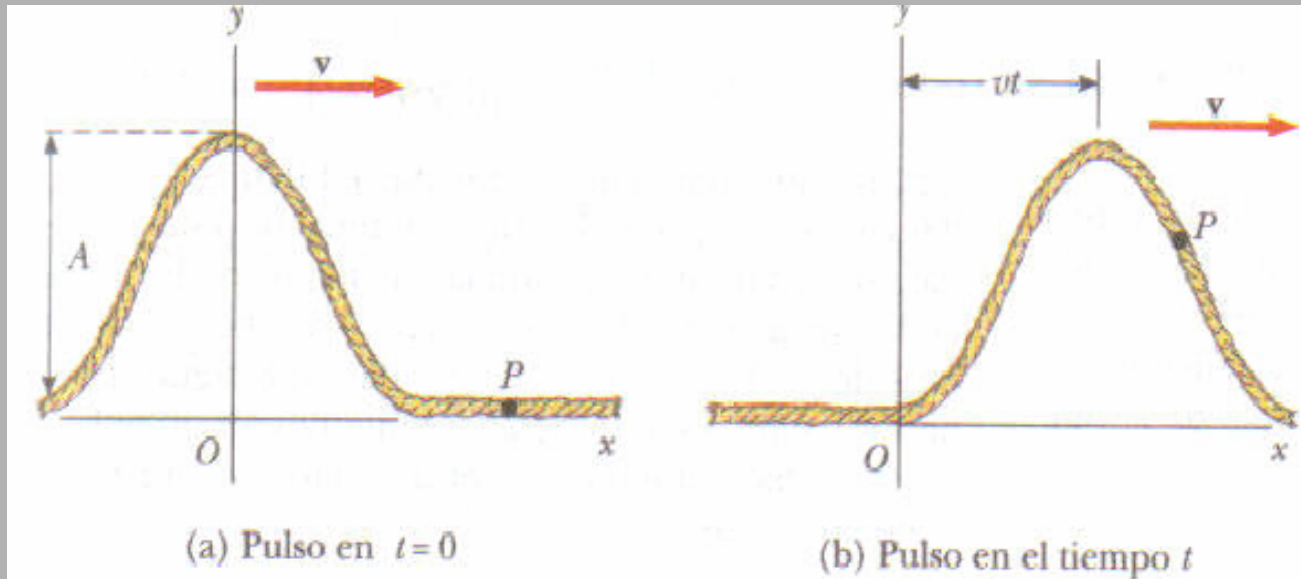 y
v
A
P
O
x
(a) Pulso en t = 0
y
vt
v
P
O
x
(b) Pulso en el tiempo t